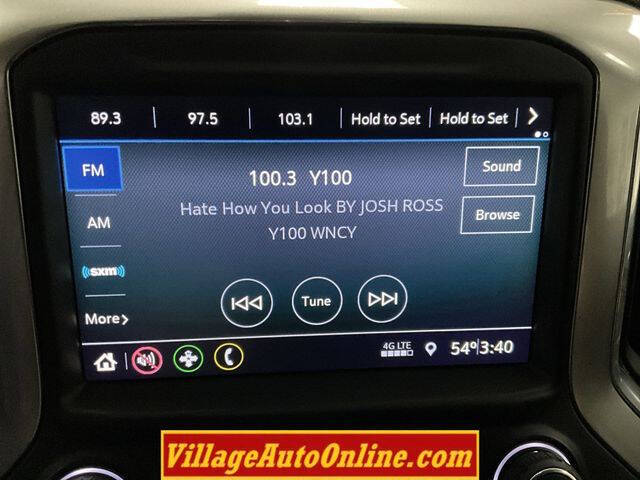 89.3 97.5 103.1 Hold to Set Hold to Set >
FM
100.3 Y100
Sound
Hate How You Look BY JOSH ROSS
Browse
AM
Y100 WNCY
((sxm))
Tune
More>
4G LTE
54° 3:40
VillageAutoOnline.com